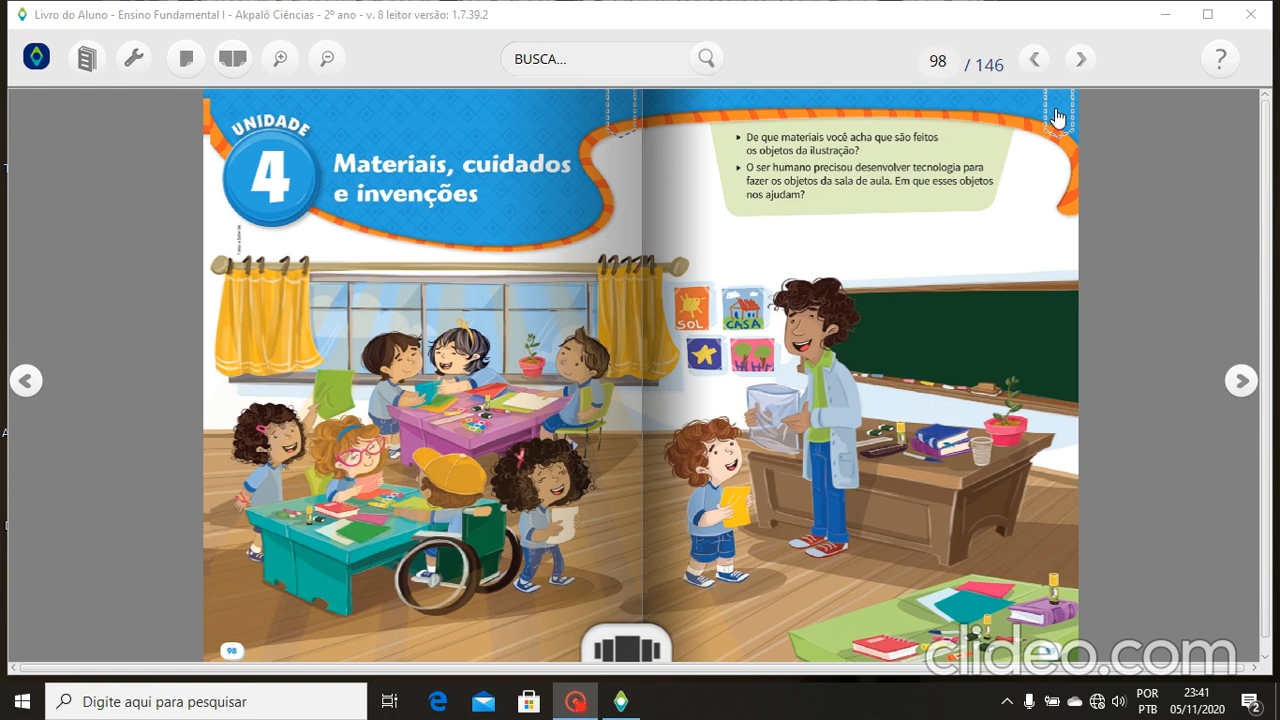 Livro do Aluno - Ensino Fundamental I - Akpalô Ciências - 2º ano - v. 8 leitor versão: 1.7.39.2
BUSCA...
98
/ 146
?
UNIDADE
4
Materiais, cuidados
e invenções
De que materiais você acha que são feitos
os objetos da ilustração?
O ser humano precisou desenvolver tecnologia para
fazer os objetos da sala de aula. Em que esses objetos
nos ajudam?
SOL
CASA
98
clideo.com
Digite aqui para pesquisar
POR
PTB
23:41
05/11/2020
2